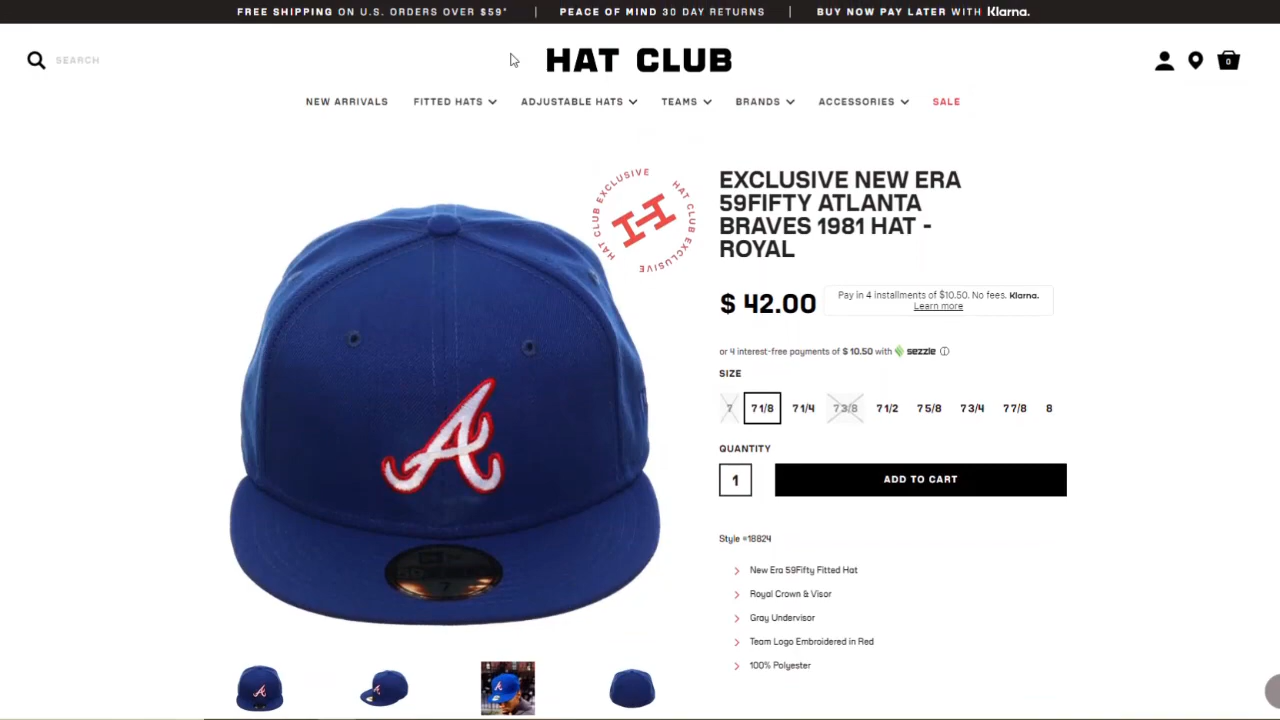 FREE SHIPPING ON U.S. ORDERS OVER $59* | PEACE OF MIND 30 DAY RETURNS | BUY NOW PAY LATER WITH Klarna.
SEARCH
HAT CLUB
0
NEW ARRIVALS FITTED HATS ADJUSTABLE HATS TEAMS BRANDS ACCESSORIES SALE
HAT CLUB EXCLUSIVE HAT CLUB EXCLUSIVE
H
A
EXCLUSIVE NEW ERA
59FIFTY ATLANTA
BRAVES 1981 HAT -
ROYAL
$ 42.00
Pay in 4 installments of $10.50. No fees. Klarna.
Learn more
or 4 interest-free payments of $ 10.50 with sezzle
SIZE
7 7 1/8 7 1/4 7 3/8 7 1/2 7 5/8 7 3/4 7 7/8 8
QUANTITY
1 ADD TO CART
Style #18824
New Era 59Fifty Fitted Hat
Royal Crown & Visor
Gray Undervisor
Team Logo Embroidered in Red
100% Polyester